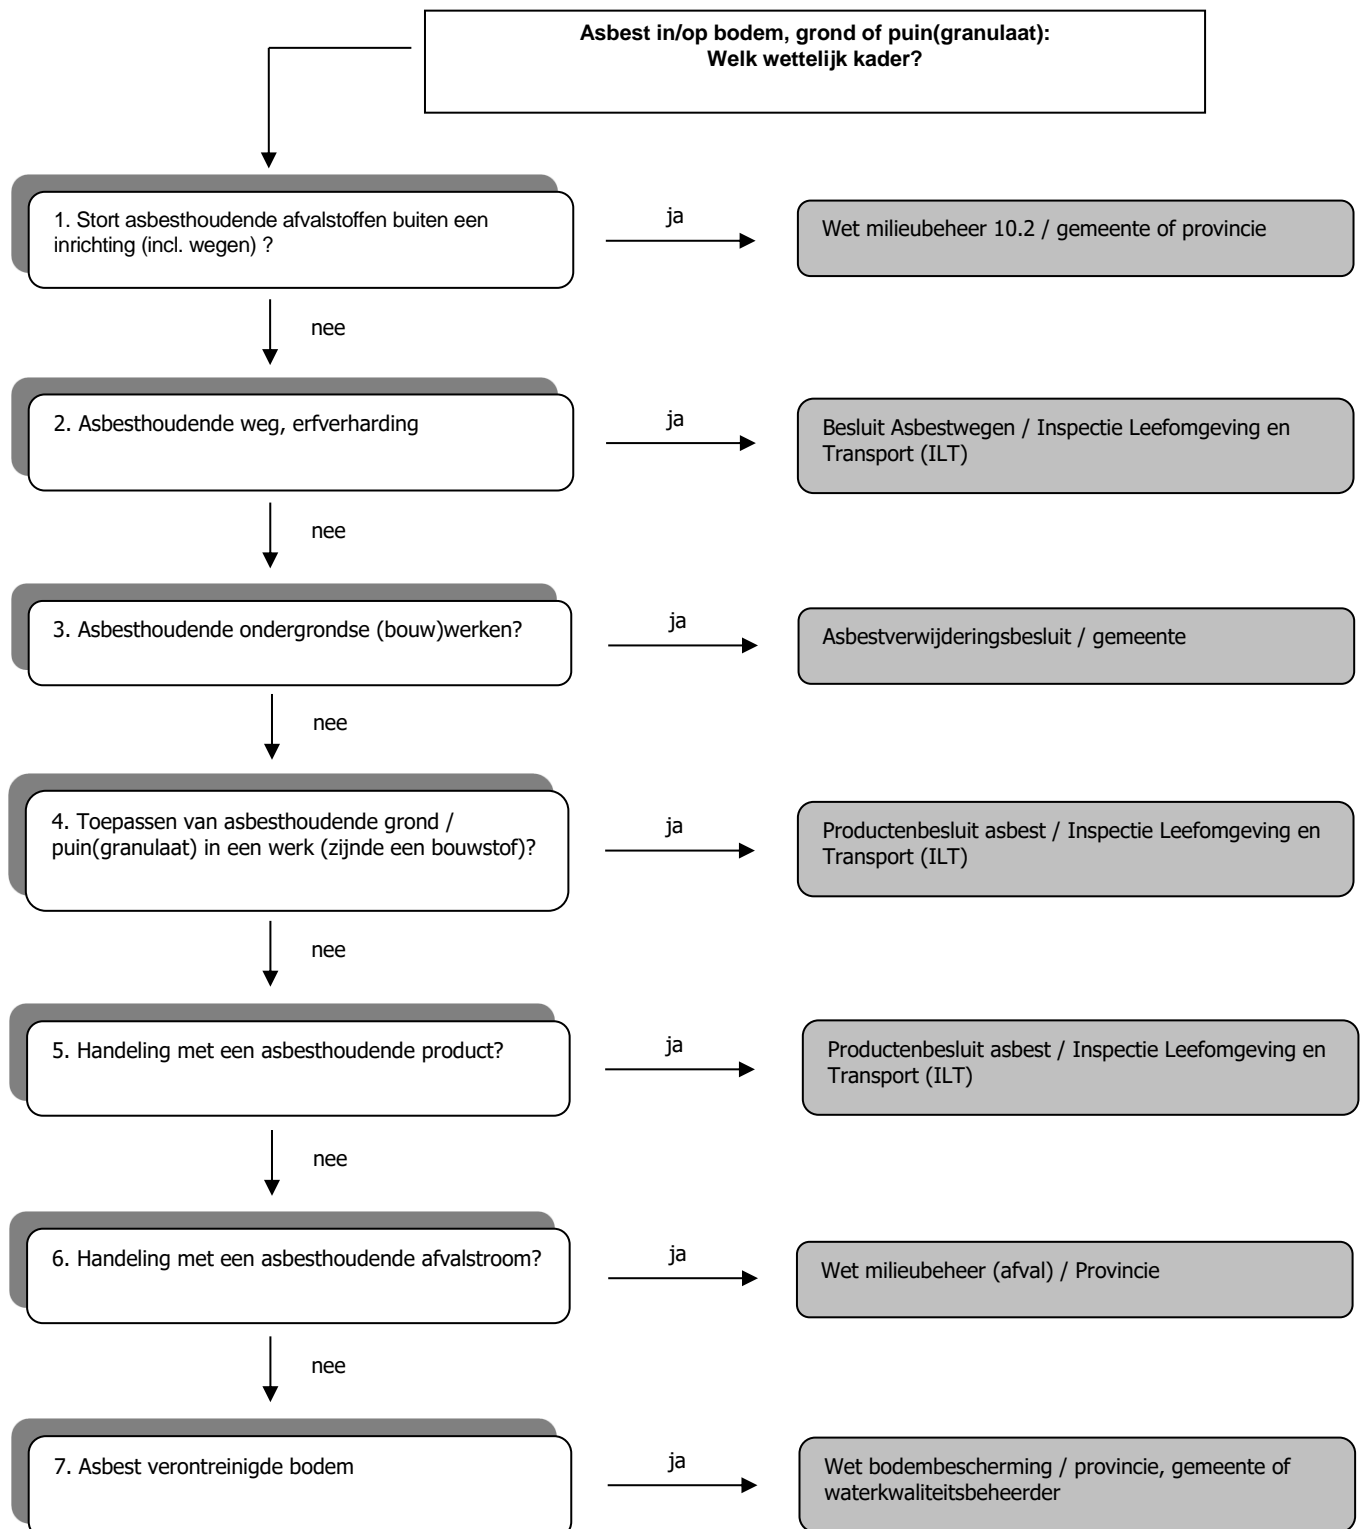 Asbest in/op bodem, grond of puin(granulaat):
Welk wettelijk kader?
1. Stort asbesthoudende afvalstoffen buiten een
inrichting (incl. wegen) ?
ja
Wet milieubeheer 10.2 / gemeente of provincie
nee
2. Asbesthoudende weg, erfverharding
ja
Besluit Asbestwegen / Inspectie Leefomgeving en
Transport (ILT)
nee
3. Asbesthoudende ondergrondse (bouw)werken?
ja
Asbestverwijderingsbesluit / gemeente
nee
4. Toepassen van asbesthoudende grond /
puin(granulaat) in een werk (zijnde een bouwstof)?
ja
Productenbesluit asbest / Inspectie Leefomgeving en
Transport (ILT)
nee
5. Handeling met een asbesthoudende product?
ja
Productenbesluit asbest / Inspectie Leefomgeving en
Transport (ILT)
nee
6. Handeling met een asbesthoudende afvalstroom?
ja
Wet milieubeheer (afval) / Provincie
nee
7. Asbest verontreinigde bodem
ja
Wet bodembescherming / provincie, gemeente of
waterkwaliteitsbeheerder